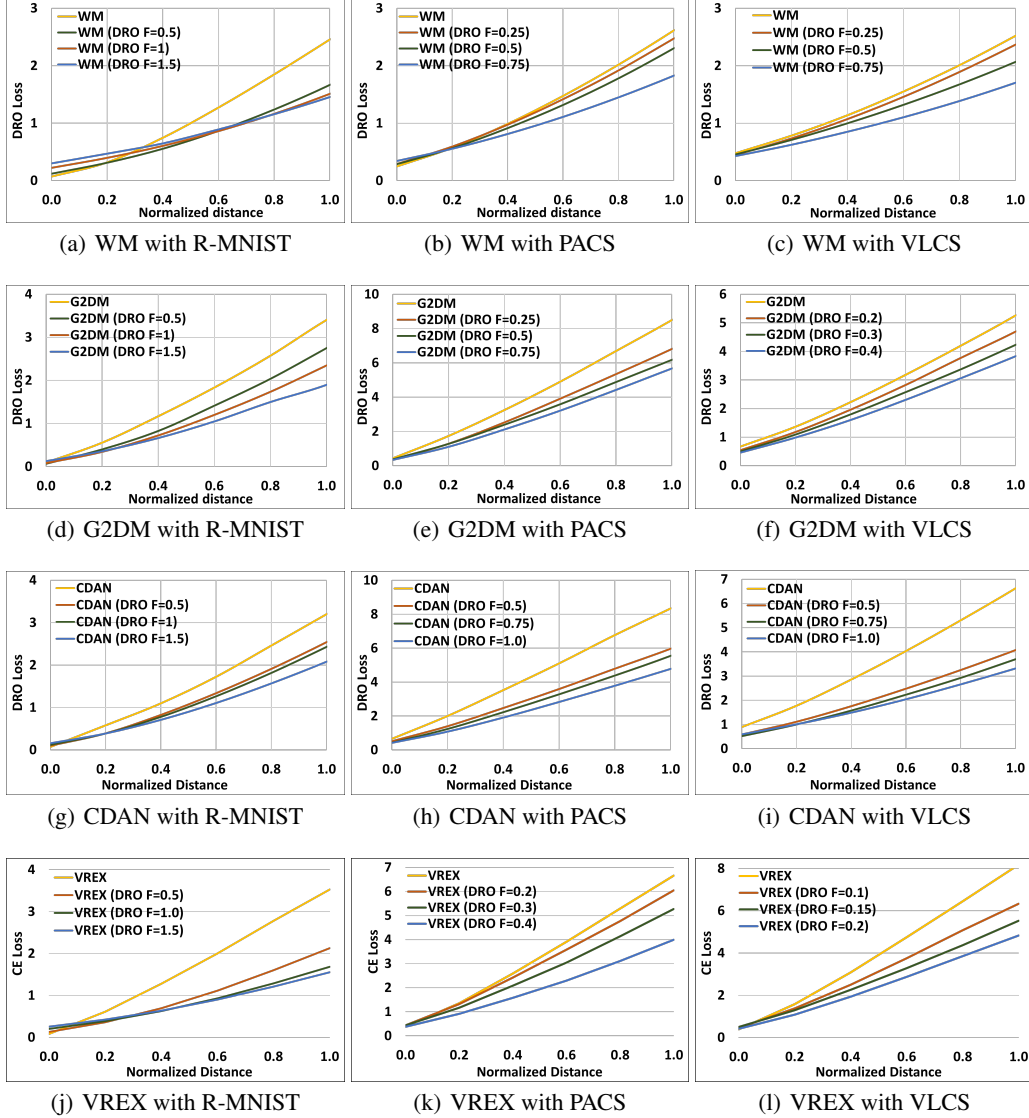 3
2
1
0
DRO Loss
WM
WM (DRO F=0.5)
WM (DRO F=1)
WM (DRO F=1.5)
0.0 0.2 0.4 0.6 0.8 1.0
Normalized distance
(a) WM with R-MNIST
3
2
1
0
DRO Loss
WM
WM (DRO F=0.25)
WM (DRO F=0.5)
WM (DRO F=0.75)
0.0 0.2 0.4 0.6 0.8 1.0
Normalized distance
(b) WM with PACS
3
2
1
0
DRO Loss
WM
WM (DRO F=0.25)
WM (DRO F=0.5)
WM (DRO F=0.75)
0.0 0.2 0.4 0.6 0.8 1.0
Normalized Distance
(c) WM with VLCS
4
3
2
1
0
DRO Loss
G2DM
G2DM (DRO F=0.5)
G2DM (DRO F=1)
G2DM (DRO F=1.5)
0.0 0.2 0.4 0.6 0.8 1.0
Normalized distance
(d) G2DM with R-MNIST
10
8
6
4
2
0
DRO Loss
G2DM
G2DM (DRO F=0.25)
G2DM (DRO F=0.5)
G2DM (DRO F=0.75)
0.0 0.2 0.4 0.6 0.8 1.0
Normalized distance
(e) G2DM with PACS
6
5
4
3
2
1
0
DRO Loss
G2DM
G2DM (DRO F=0.2)
G2DM (DRO F=0.3)
G2DM (DRO F=0.4)
0.0 0.2 0.4 0.6 0.8 1.0
Normalized Distance
(f) G2DM with VLCS
4
3
2
1
0
DRO Loss
CDAN
CDAN (DRO F=0.5)
CDAN (DRO F=1)
CDAN (DRO F=1.5)
0.0 0.2 0.4 0.6 0.8 1.0
Normalized Distance
(g) CDAN with R-MNIST
10
8
6
4
2
0
DRO Loss
CDAN
CDAN (DRO F=0.5)
CDAN (DRO F=0.75)
CDAN (DRO F=1.0)
0.0 0.2 0.4 0.6 0.8 1.0
Normalized Distance
(h) CDAN with PACS
7
6
5
4
3
2
1
0
DRO Loss
CDAN
CDAN (DRO F=0.5)
CDAN (DRO F=0.75)
CDAN (DRO F=1.0)
0.0 0.2 0.4 0.6 0.8 1.0
Normalized Distance
(i) CDAN with VLCS
4
3
2
1
0
CE Loss
VREX
VREX (DRO F=0.5)
VREX (DRO F=1.0)
VREX (DRO F=1.5)
0.0 0.2 0.4 0.6 0.8 1.0
Normalized Distance
(j) VREX with R-MNIST
7
6
5
4
3
2
1
0
CE Loss
VREX
VREX (DRO F=0.2)
VREX (DRO F=0.3)
VREX (DRO F=0.4)
0.0 0.2 0.4 0.6 0.8 1.0
Normalized Distance
(k) VREX with PACS
8
6
4
2
0
CE Loss
VREX
VREX (DRO F=0.1)
VREX (DRO F=0.15)
VREX (DRO F=0.2)
0.0 0.2 0.4 0.6 0.8 1.0
Normalized Distance
(l) VREX with VLCS